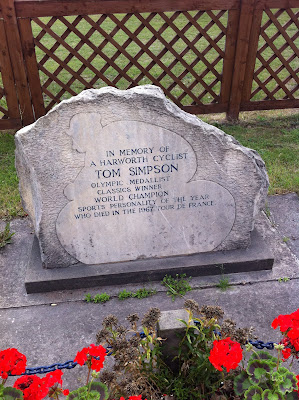 IN MEMORY OF
A HARWORTH CYCLIST
TOM SIMPSON
OLYMPIC MEDALLIST
CLASSICS WINNER
WORLD CHAMPION
SPORTS PERSONALITY OF THE YEAR
WHO DIED IN THE 1967 TOUR DE FRANCE